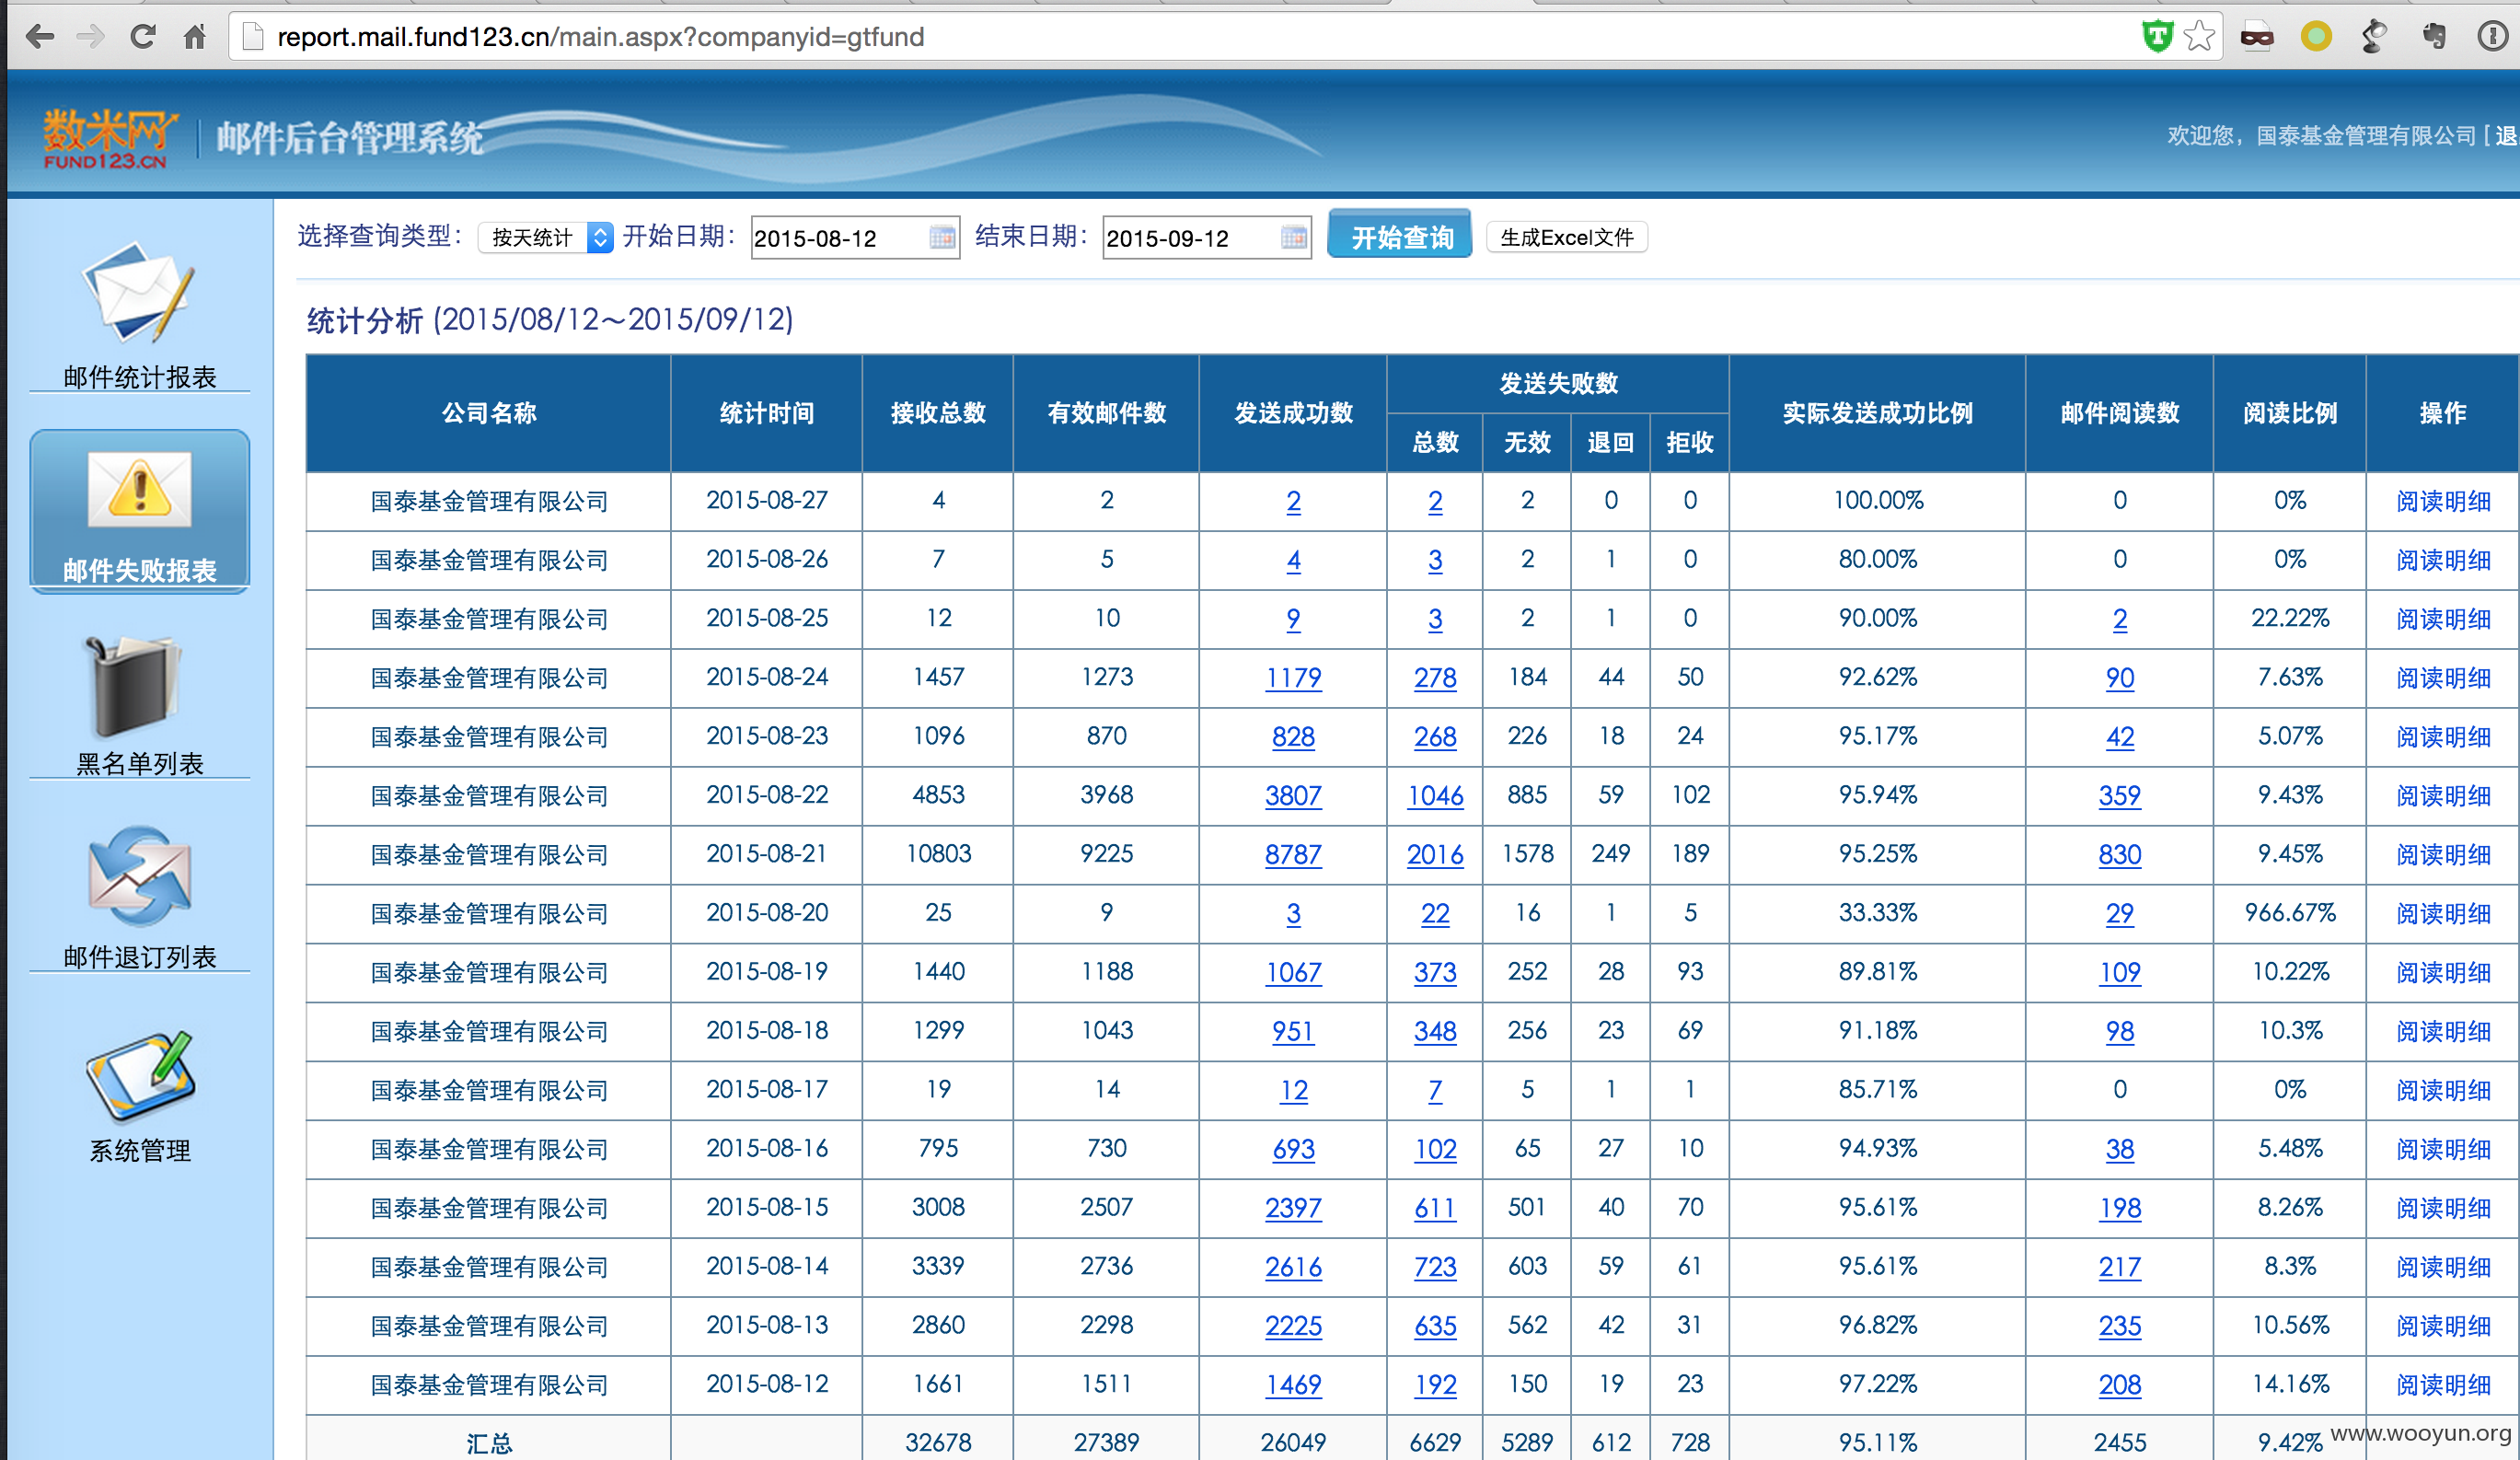 report.mail.fund123.cn/main.aspx?companyid=gtfund
数米网 FUND123.CN 邮件后台管理系统
欢迎您，国泰基金管理有限公司 [ 退
选择查询类型： 按天统计 开始日期： 2015-08-12 结束日期： 2015-09-12 开始查询 生成Excel文件
邮件统计报表
邮件失败报表
黑名单列表
邮件退订列表
系统管理
统计分析 (2015/08/12～2015/09/12)
公司名称 统计时间 接收总数 有效邮件数 发送成功数 发送失败数 实际发送成功比例 邮件阅读数 阅读比例 操作
总数 无效 退回 拒收
国泰基金管理有限公司 2015-08-27 4 2 2 2 2 0 0 100.00% 0 0% 阅读明细
国泰基金管理有限公司 2015-08-26 7 5 4 3 2 1 0 80.00% 0 0% 阅读明细
国泰基金管理有限公司 2015-08-25 12 10 9 3 2 1 0 90.00% 2 22.22% 阅读明细
国泰基金管理有限公司 2015-08-24 1457 1273 1179 278 184 44 50 92.62% 90 7.63% 阅读明细
国泰基金管理有限公司 2015-08-23 1096 870 828 268 226 18 24 95.17% 42 5.07% 阅读明细
国泰基金管理有限公司 2015-08-22 4853 3968 3807 1046 885 59 102 95.94% 359 9.43% 阅读明细
国泰基金管理有限公司 2015-08-21 10803 9225 8787 2016 1578 249 189 95.25% 830 9.45% 阅读明细
国泰基金管理有限公司 2015-08-20 25 9 3 22 16 1 5 33.33% 29 966.67% 阅读明细
国泰基金管理有限公司 2015-08-19 1440 1188 1067 373 252 28 93 89.81% 109 10.22% 阅读明细
国泰基金管理有限公司 2015-08-18 1299 1043 951 348 256 23 69 91.18% 98 10.3% 阅读明细
国泰基金管理有限公司 2015-08-17 19 14 12 7 5 1 1 85.71% 0 0% 阅读明细
国泰基金管理有限公司 2015-08-16 795 730 693 102 65 27 10 94.93% 38 5.48% 阅读明细
国泰基金管理有限公司 2015-08-15 3008 2507 2397 611 501 40 70 95.61% 198 8.26% 阅读明细
国泰基金管理有限公司 2015-08-14 3339 2736 2616 723 603 59 61 95.61% 217 8.3% 阅读明细
国泰基金管理有限公司 2015-08-13 2860 2298 2225 635 562 42 31 96.82% 235 10.56% 阅读明细
国泰基金管理有限公司 2015-08-12 1661 1511 1469 192 150 19 23 97.22% 208 14.16% 阅读明细
汇总 32678 27389 26049 6629 5289 612 728 95.11% 2455 9.42%
www.wooyun.org